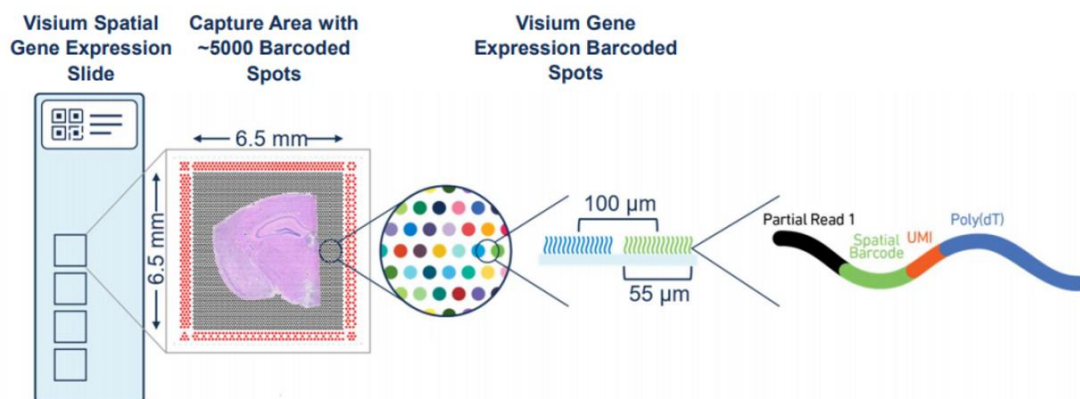 Visium Spatial
Gene Expression
Slide
Capture Area with
~5000 Barcoded
Spots
Visium Gene
Expression Barcoded
Spots
6.5 mm
6.5 mm
100 µm
55 µm
Partial Read 1
Spatial
Barcode
UMI
Poly(dT)